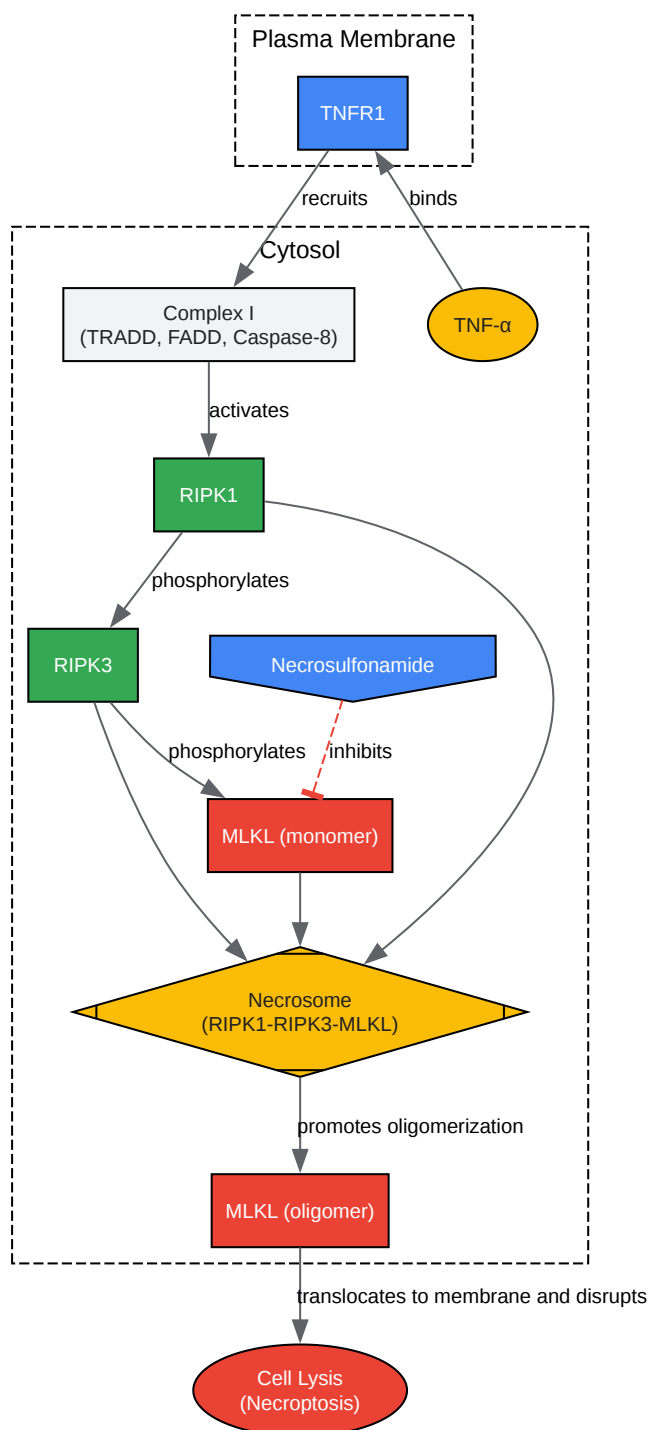 Plasma Membrane
TNFR1
recruits
binds
Cytosol
Complex I
(TRADD, FADD, Caspase-8)
TNF-α
activates
RIPK1
phosphorylates
RIPK3
Necrosulfonamide
phosphorylates
inhibits
MLKL (monomer)
Necrosome
(RIPK1-RIPK3-MLKL)
promotes oligomerization
MLKL (oligomer)
translocates to membrane and disrupts
Cell Lysis
(Necroptosis)